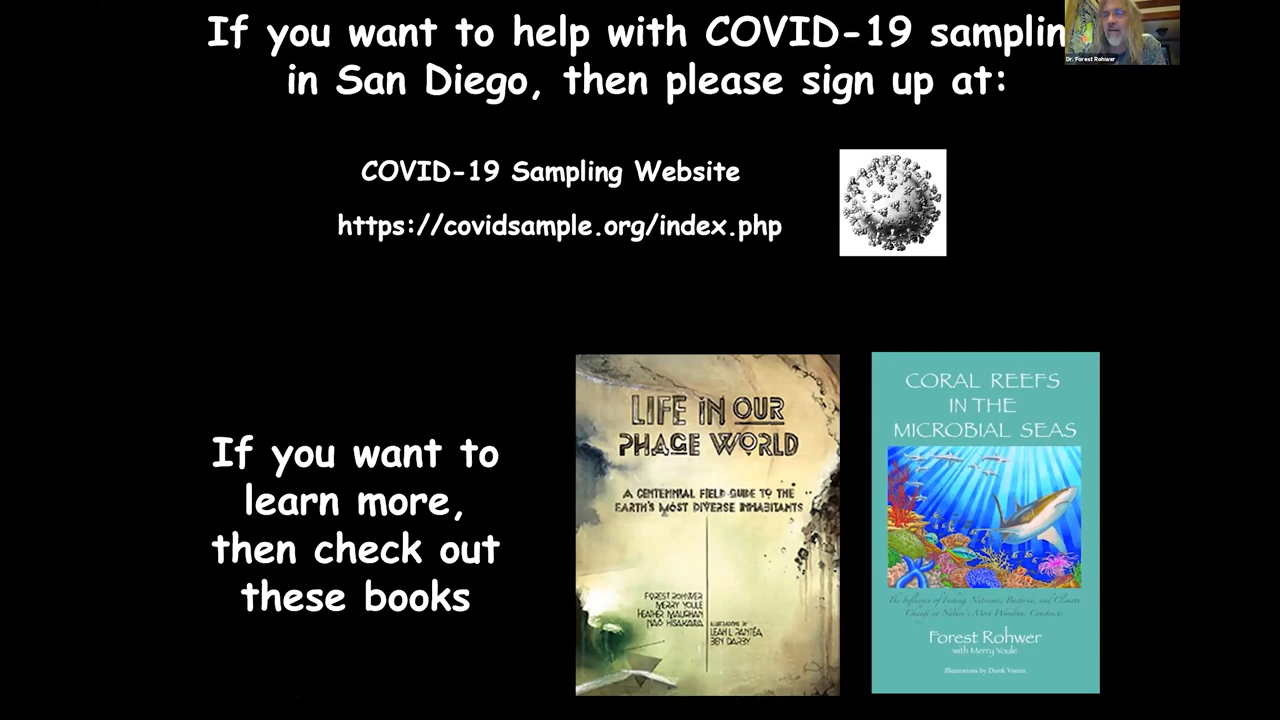 If you want to help with COVID-19 samplin
in San Diego, then please sign up at:
Dr. Forest Rohwer
COVID-19 Sampling Website
https://covidsample.org/index.php
If you want to
learn more,
then check out
these books
LIFE IN OUR
PHAGE WORLD
A CENTENNIAL FIELD GUIDE TO THE
EARTH'S MOST DIVERSE INHABITANTS
FOREST ROHWER
MERRY YOULE
HEATHER MAUGHAN
NAO HISAKAWA
ILLUSTRATIONS BY
LEAH L PANTÉA
BEN DARBY
CORAL REEFS
IN THE
MICROBIAL SEAS
The Influence of Fishing, Nutrients, Bacteria, and Climate
Change on Nature's Most Wondrous Constructs
Forest Rohwer
with Merry Youle
Illustrations by Derek Vosten